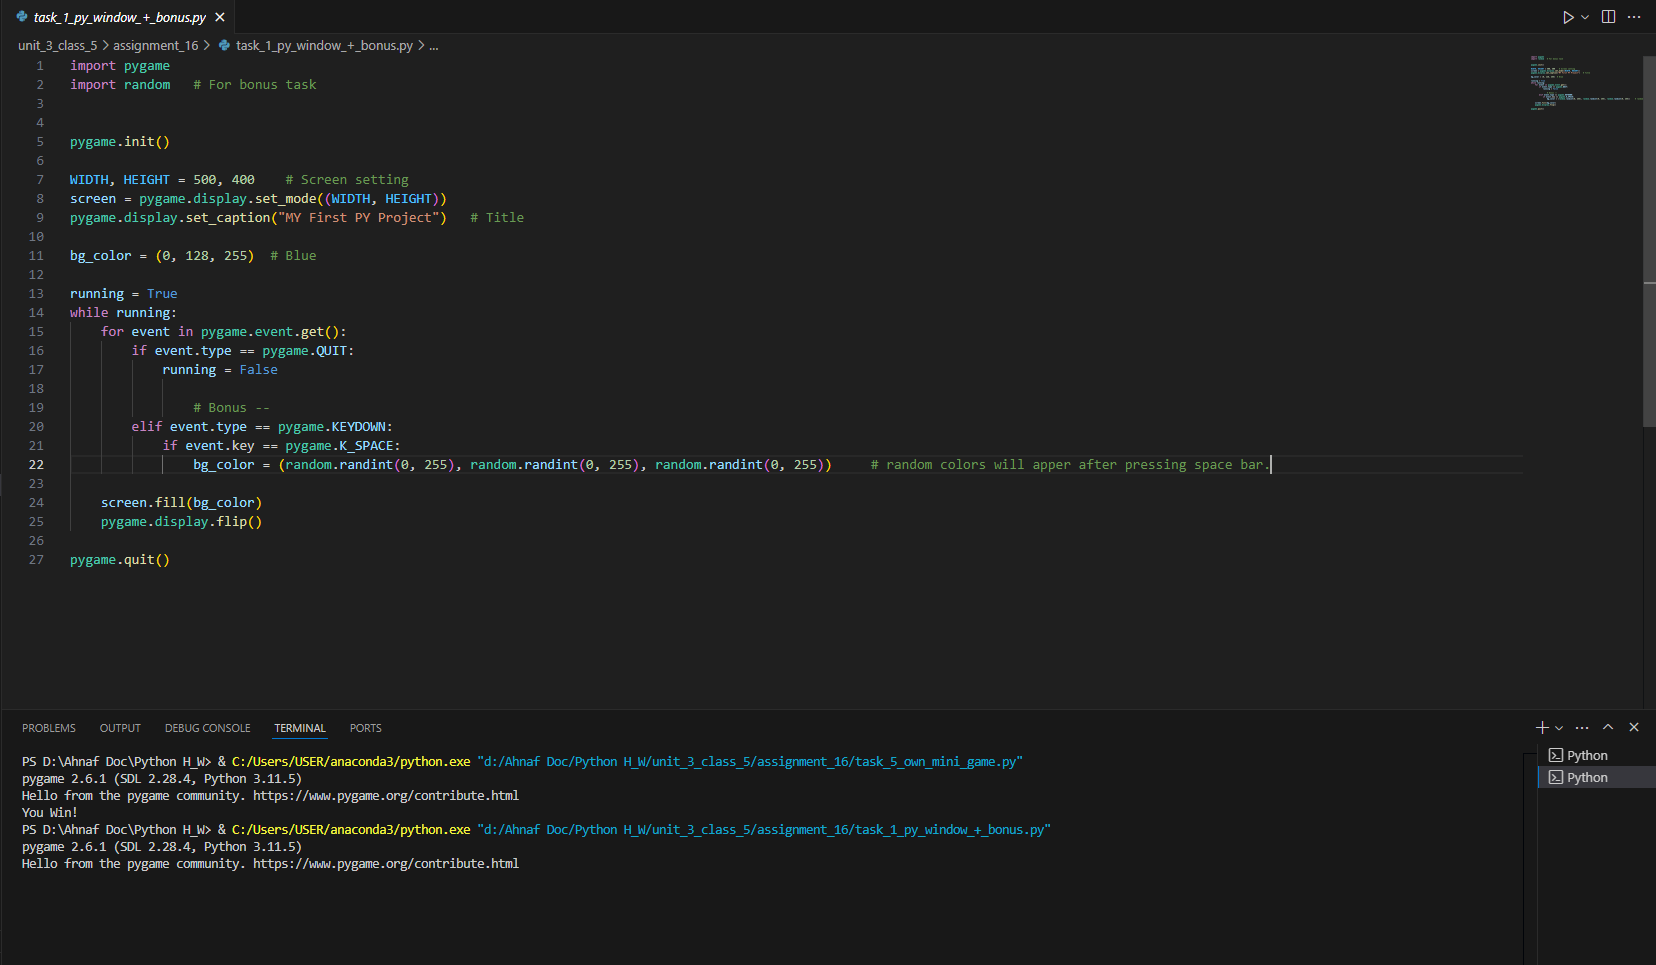 task_1_py_window_+_bonus.py
unit_3_class_5 > assignment_16 > task_1_py_window_+_bonus.py > ...
1 import pygame
2 import random   # For bonus task
3
4
5 pygame.init()
6
7 WIDTH, HEIGHT = 500, 400    # Screen setting
8 screen = pygame.display.set_mode((WIDTH, HEIGHT))
9 pygame.display.set_caption("MY First PY Project")   # Title
10
11 bg_color = (0, 128, 255)  # Blue
12
13 running = True
14 while running:
15     for event in pygame.event.get():
16         if event.type == pygame.QUIT:
17             running = False
18
19                 # Bonus --
20         elif event.type == pygame.KEYDOWN:
21             if event.key == pygame.K_SPACE:
22                 bg_color = (random.randint(0, 255), random.randint(0, 255), random.randint(0, 255))     # random colors will apper after pressing space bar.
23
24     screen.fill(bg_color)
25     pygame.display.flip()
26
27 pygame.quit()
PROBLEMS OUTPUT DEBUG CONSOLE TERMINAL PORTS
PS D:\Ahnaf Doc\Python H_W> & C:/Users/USER/anaconda3/python.exe "d:/Ahnaf Doc/Python H_W/unit_3_class_5/assignment_16/task_5_own_mini_game.py"
pygame 2.6.1 (SDL 2.28.4, Python 3.11.5)
Hello from the pygame community. https://www.pygame.org/contribute.html
You Win!
PS D:\Ahnaf Doc\Python H_W> & C:/Users/USER/anaconda3/python.exe "d:/Ahnaf Doc/Python H_W/unit_3_class_5/assignment_16/task_1_py_window_+_bonus.py"
pygame 2.6.1 (SDL 2.28.4, Python 3.11.5)
Hello from the pygame community. https://www.pygame.org/contribute.html
Python
Python